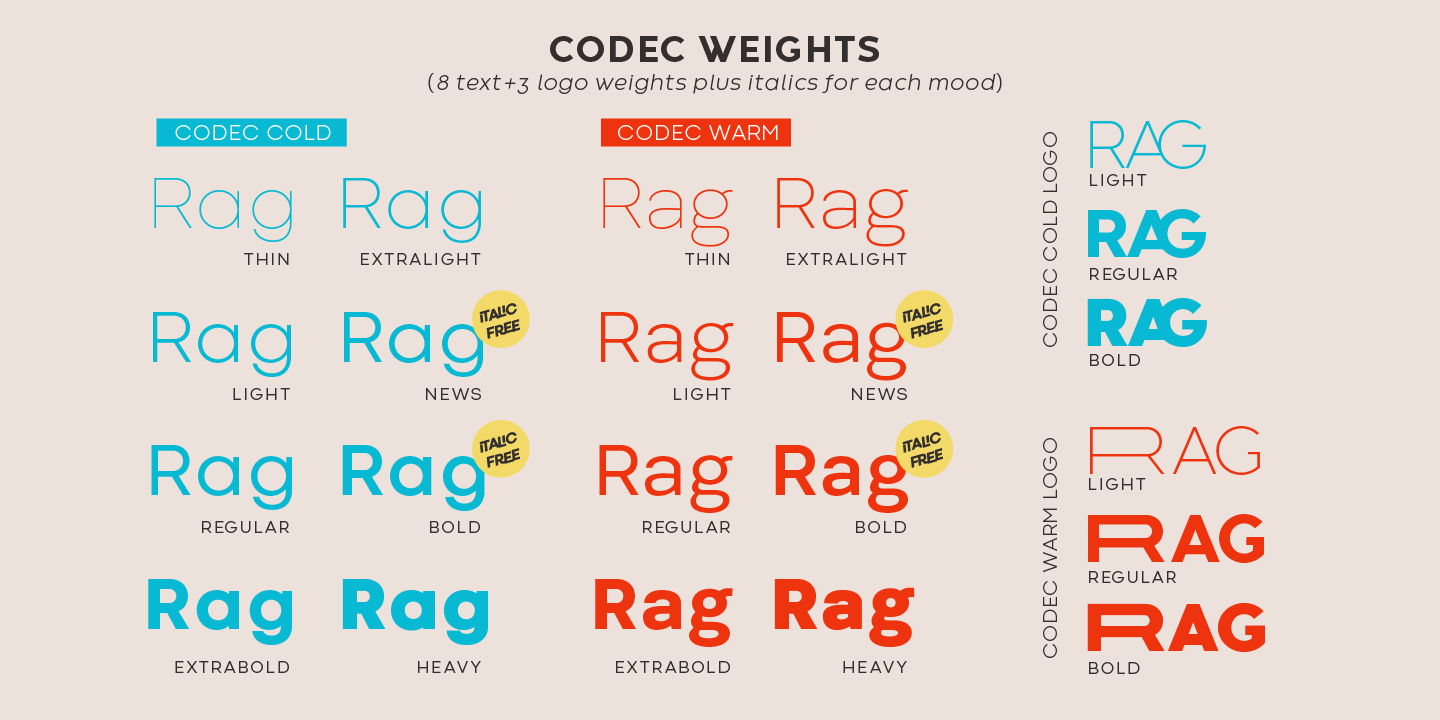 CODEC WEIGHTS
(8 text+3 logo weights plus italics for each mood)
CODEC COLD
Rag Rag
THIN EXTRALIGHT
Rag Rag
iTALiC
FREE
LIGHT NEWS
Rag Rag
iTALiC
FREE
REGULAR BOLD
Rag Rag
EXTRABOLD HEAVY
CODEC WARM
Rag Rag
THIN EXTRALIGHT
Rag Rag
iTALiC
FREE
LIGHT NEWS
Rag Rag
iTALiC
FREE
REGULAR BOLD
Rag Rag
EXTRABOLD HEAVY
CODEC COLD LOGO
RAG
LIGHT
RAG
REGULAR
RAG
BOLD
CODEC WARM LOGO
RAG
LIGHT
RAG
REGULAR
RAG
BOLD